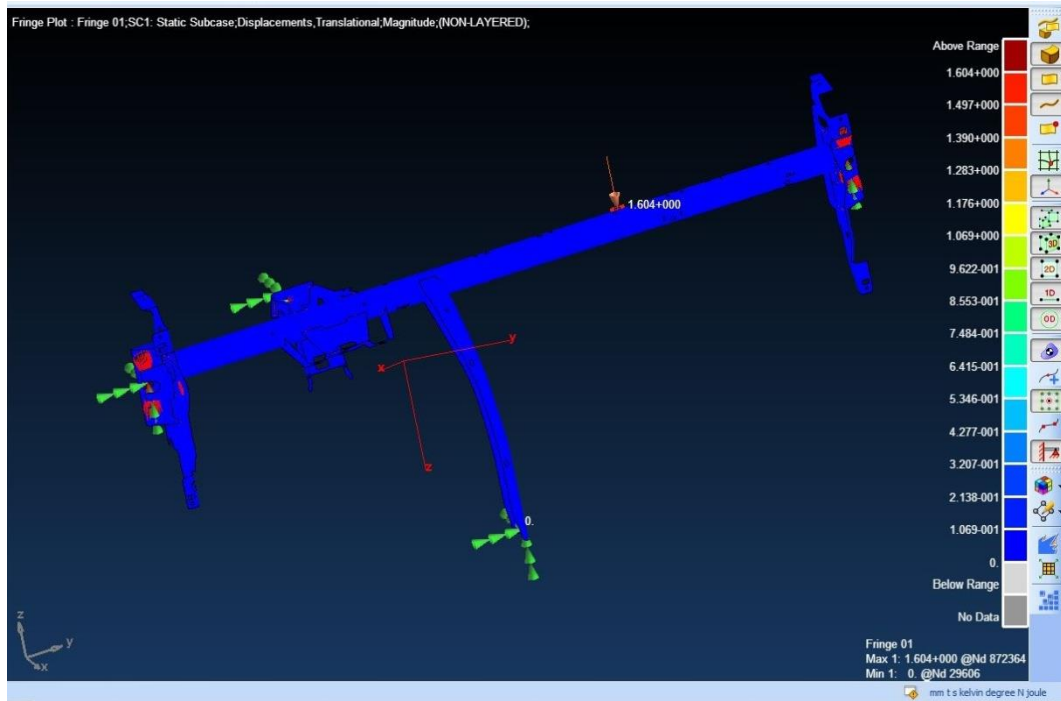 Fringe Plot : Fringe 01;SC1: Static Subcase;Displacements,Translational;Magnitude;(NON-LAYERED);
Above Range
1.604+000
1.497+000
1.390+000
1.283+000
1.176+000
1.069+000
9.622-001
8.553-001
7.484-001
6.415-001
5.346-001
4.277-001
3.207-001
2.138-001
1.069-001
0.
Below Range
No Data
1.604+000
y
x
z
0.
z
y
x
3D
2D
1D
0D
Fringe 01
Max 1: 1.604+000 @Nd 872364
Min 1: 0. @Nd 29606
mm t s kelvin degree N joule